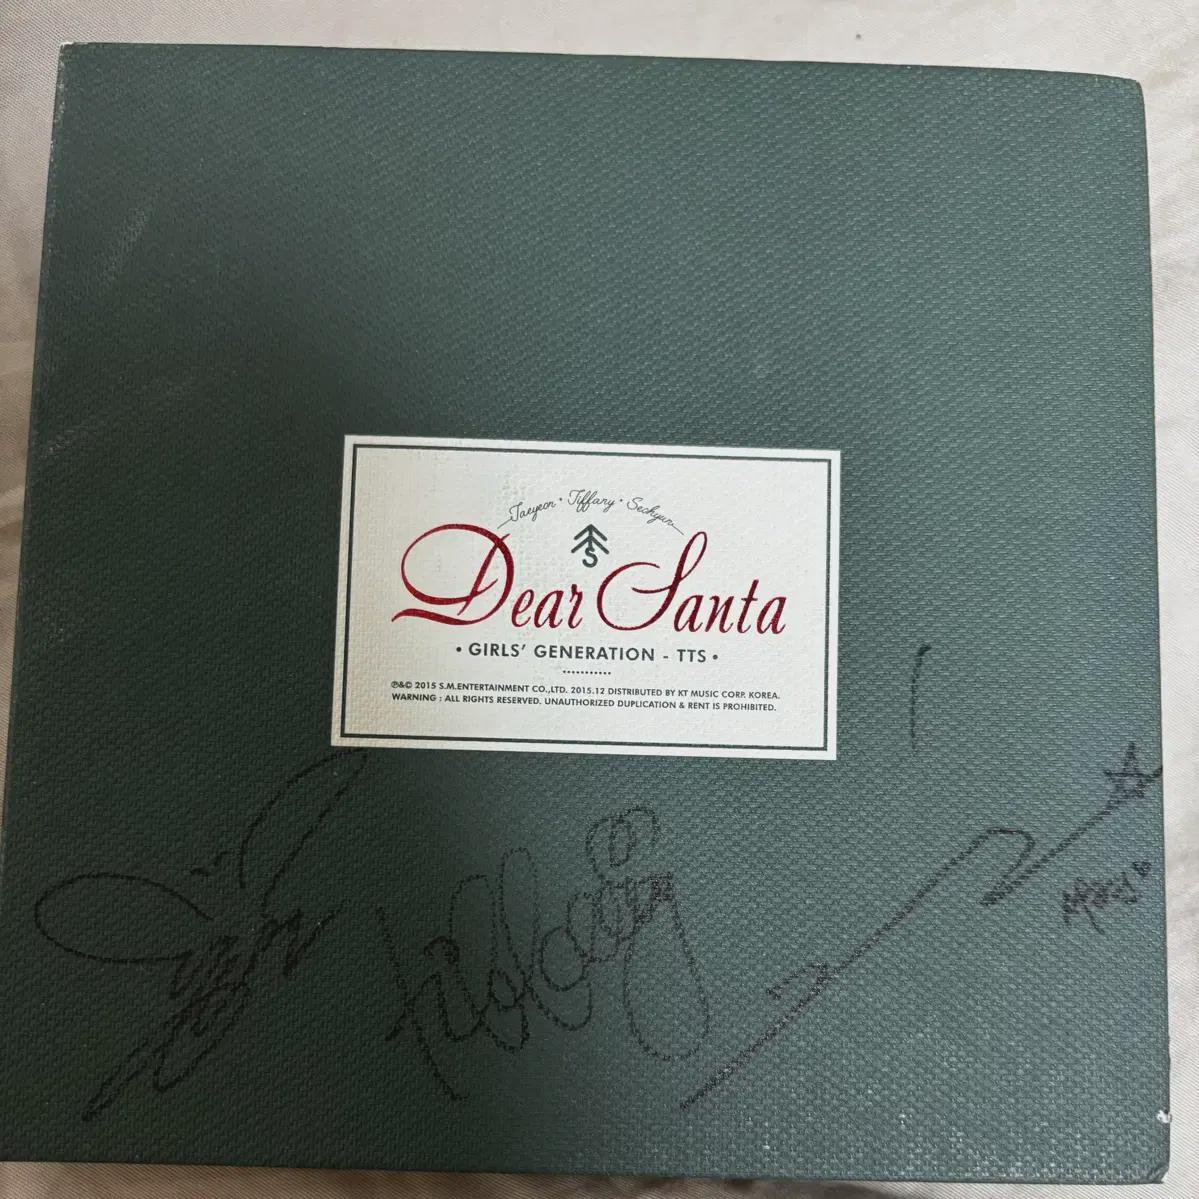 Taeyeon · Tiffany · Seohyun
S
Dear Santa
• GIRLS' GENERATION - TTS •
℗&© 2015 S.M.ENTERTAINMENT CO.,LTD. 2015.12 DISTRIBUTED BY KT MUSIC CORP. KOREA.
WARNING : ALL RIGHTS RESERVED. UNAUTHORIZED DUPLICATION & RENT IS PROHIBITED.